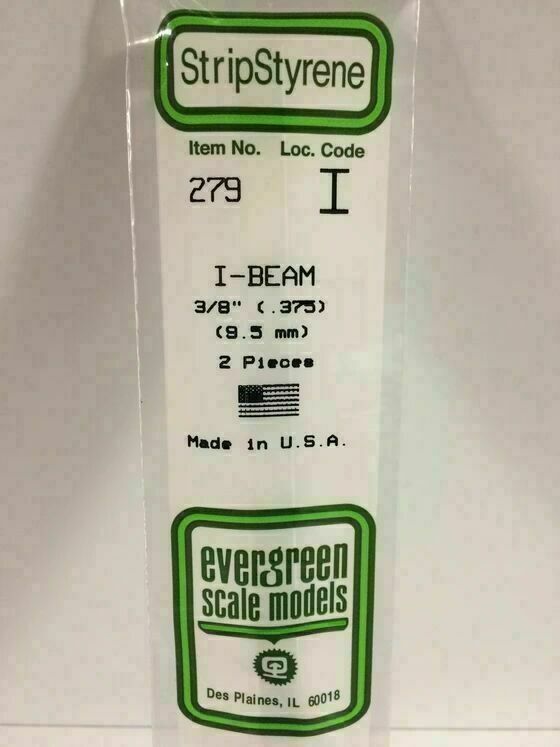 StripStyrene
Item No. Loc. Code
279 I
I-BEAM
3/8" (.375)
(9.5 mm)
2 Pieces
Made in U.S.A.
evergreen
scale models
Des Plaines, IL 60018